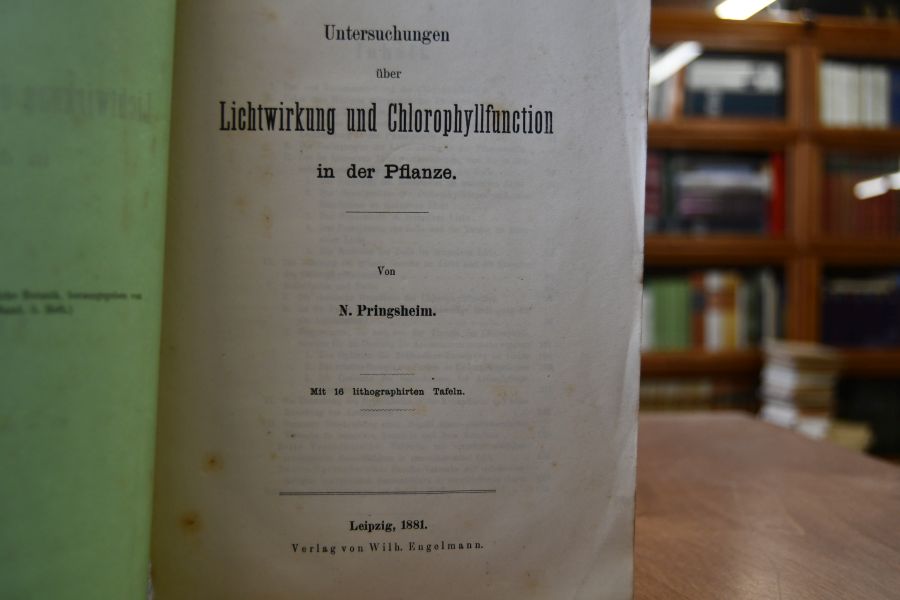 Untersuchungen
über
Lichtwirkung und Chlorophyllfunction
in der Pflanze.
Von
N. Pringsheim.
Mit 16 lithographirten Tafeln.
Leipzig, 1881.
Verlag von Wilh. Engelmann.